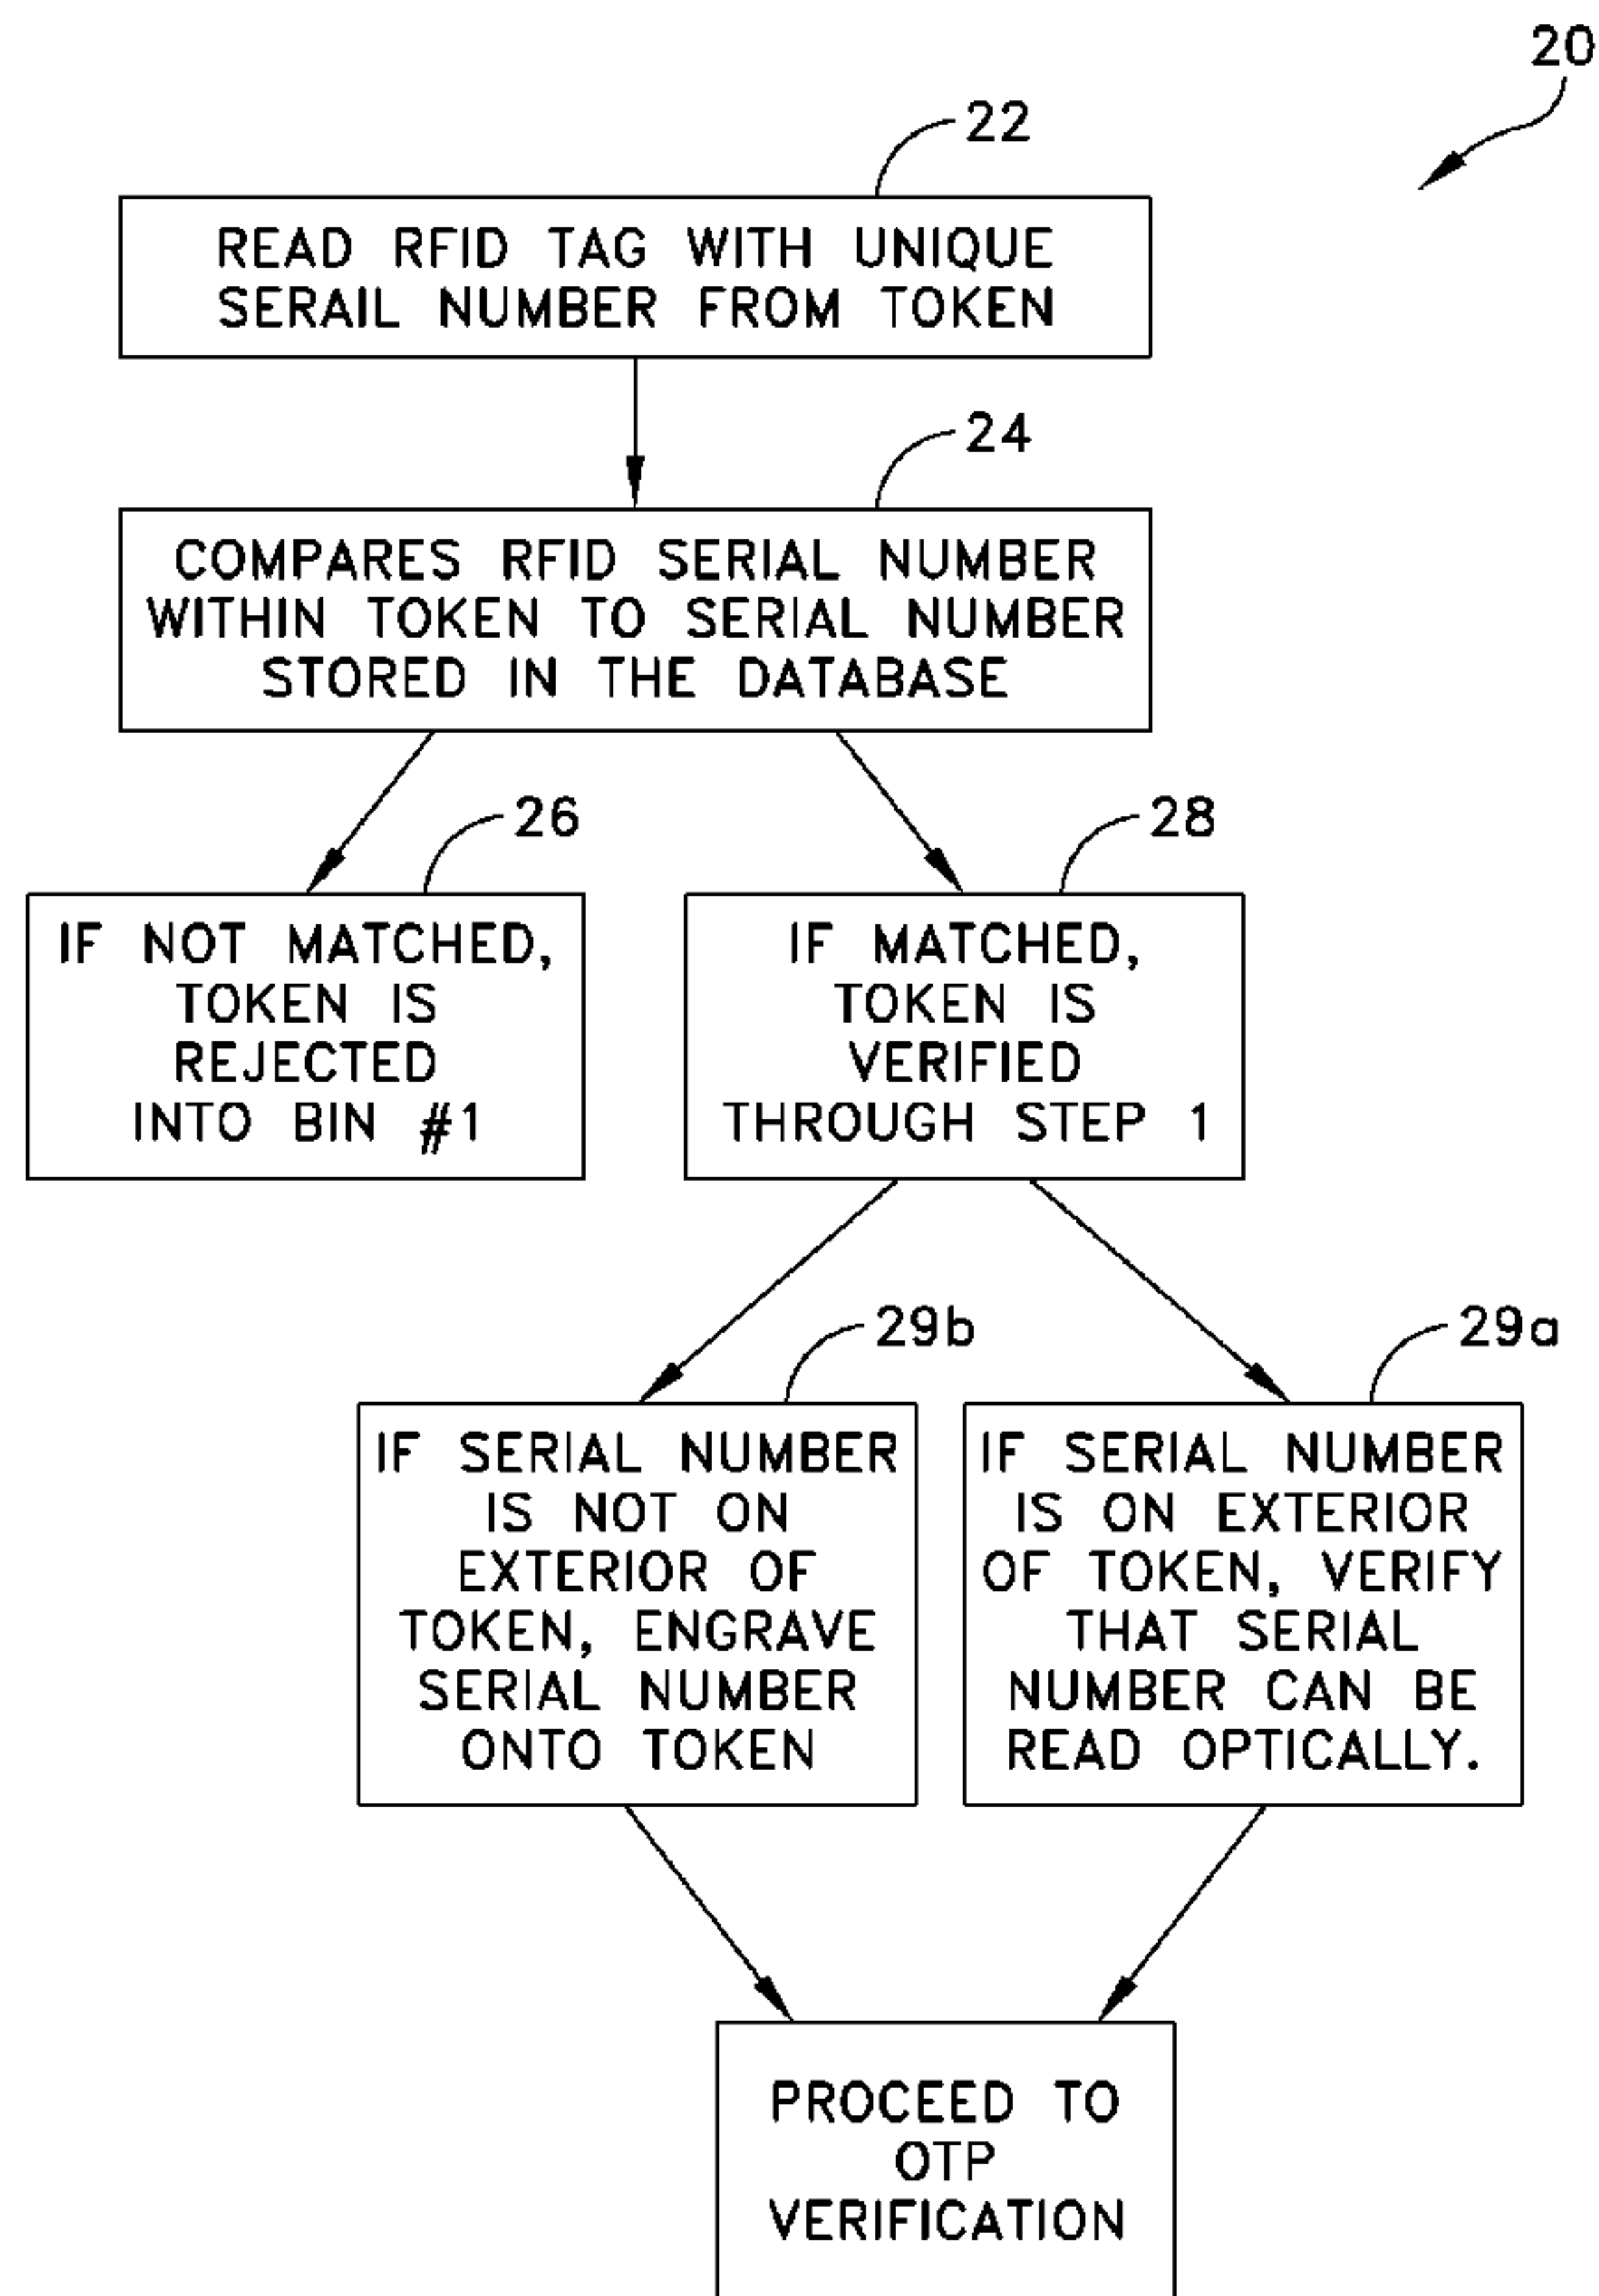 20
22
READ RFID TAG WITH UNIQUE
SERAIL NUMBER FROM TOKEN
24
COMPARES RFID SERIAL NUMBER
WITHIN TOKEN TO SERIAL NUMBER
STORED IN THE DATABASE
26
IF NOT MATCHED,
TOKEN IS
REJECTED
INTO BIN #1
28
IF MATCHED,
TOKEN IS
VERIFIED
THROUGH STEP 1
29b
IF SERIAL NUMBER
IS NOT ON
EXTERIOR OF
TOKEN, ENGRAVE
SERIAL NUMBER
ONTO TOKEN
29a
IF SERIAL NUMBER
IS ON EXTERIOR
OF TOKEN, VERIFY
THAT SERIAL
NUMBER CAN BE
READ OPTICALLY.
PROCEED TO
OTP
VERIFICATION